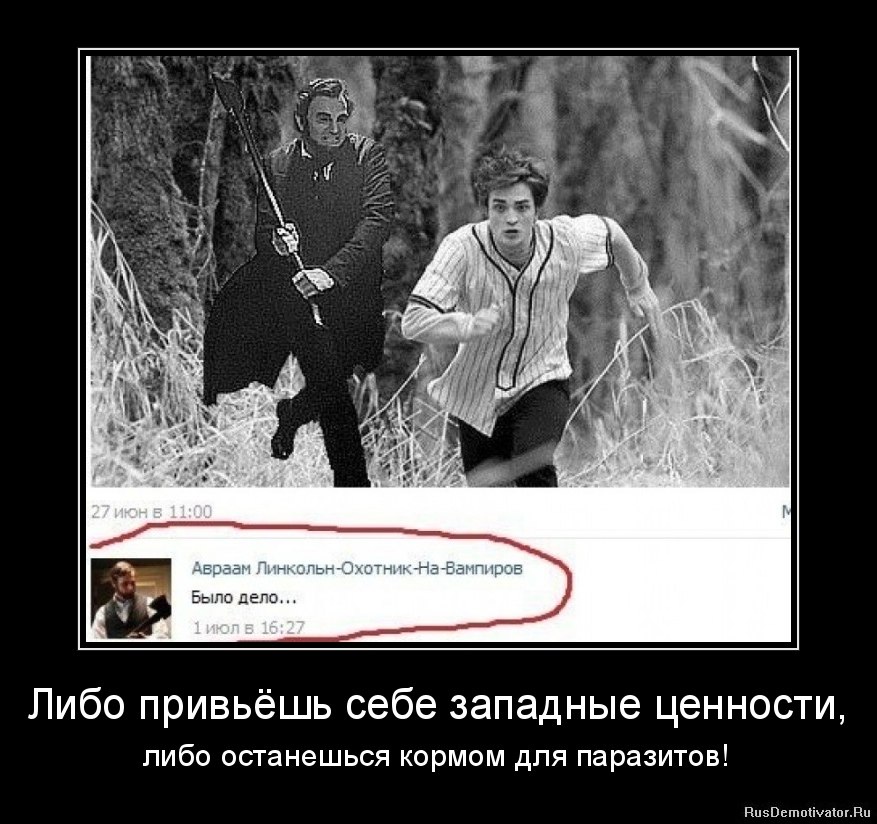 27 июн в 11:00
М
Авраам Линкольн-Охотник-На-Вампиров
Было дело...
1 июл в 16:27
Либо привьёшь себе западные ценности,
либо останешься кормом для паразитов!
RusDemotivator.Ru